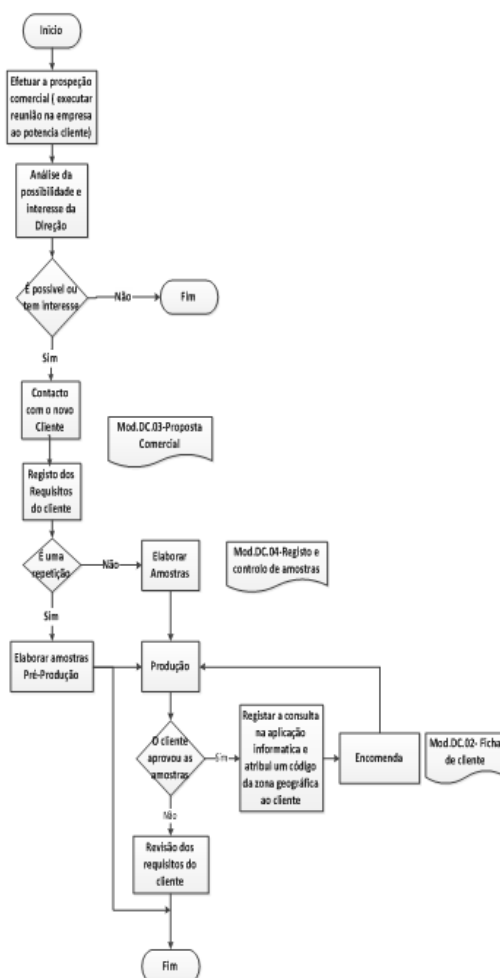 Inicio
Efetuar a prospeção
comercial ( executar
reunião na empresa
ao potencia cliente)
Análise da
possibilidade e
interesse da
Direção
É possivel ou
tem interesse
Não
Fim
Sim
Contacto
com o novo
Cliente
Mod.DC.03-Proposta
Comercial
Registo dos
Requisitos
do cliente
É uma
repetição
Não
Elaborar
Amostras
Mod.DC.04-Registo e
controlo de amostras
Sim
Elaborar amostras
Pré-Produção
Produção
O cliente
aprovou as
amostras
Sim
Registar a consulta
na aplicação
informatica e
atribui um código
da zona geográfica
ao cliente
Encomenda
Mod.DC.02- Ficha
de cliente
Não
Revisão dos
requisitos do
cliente
Fim